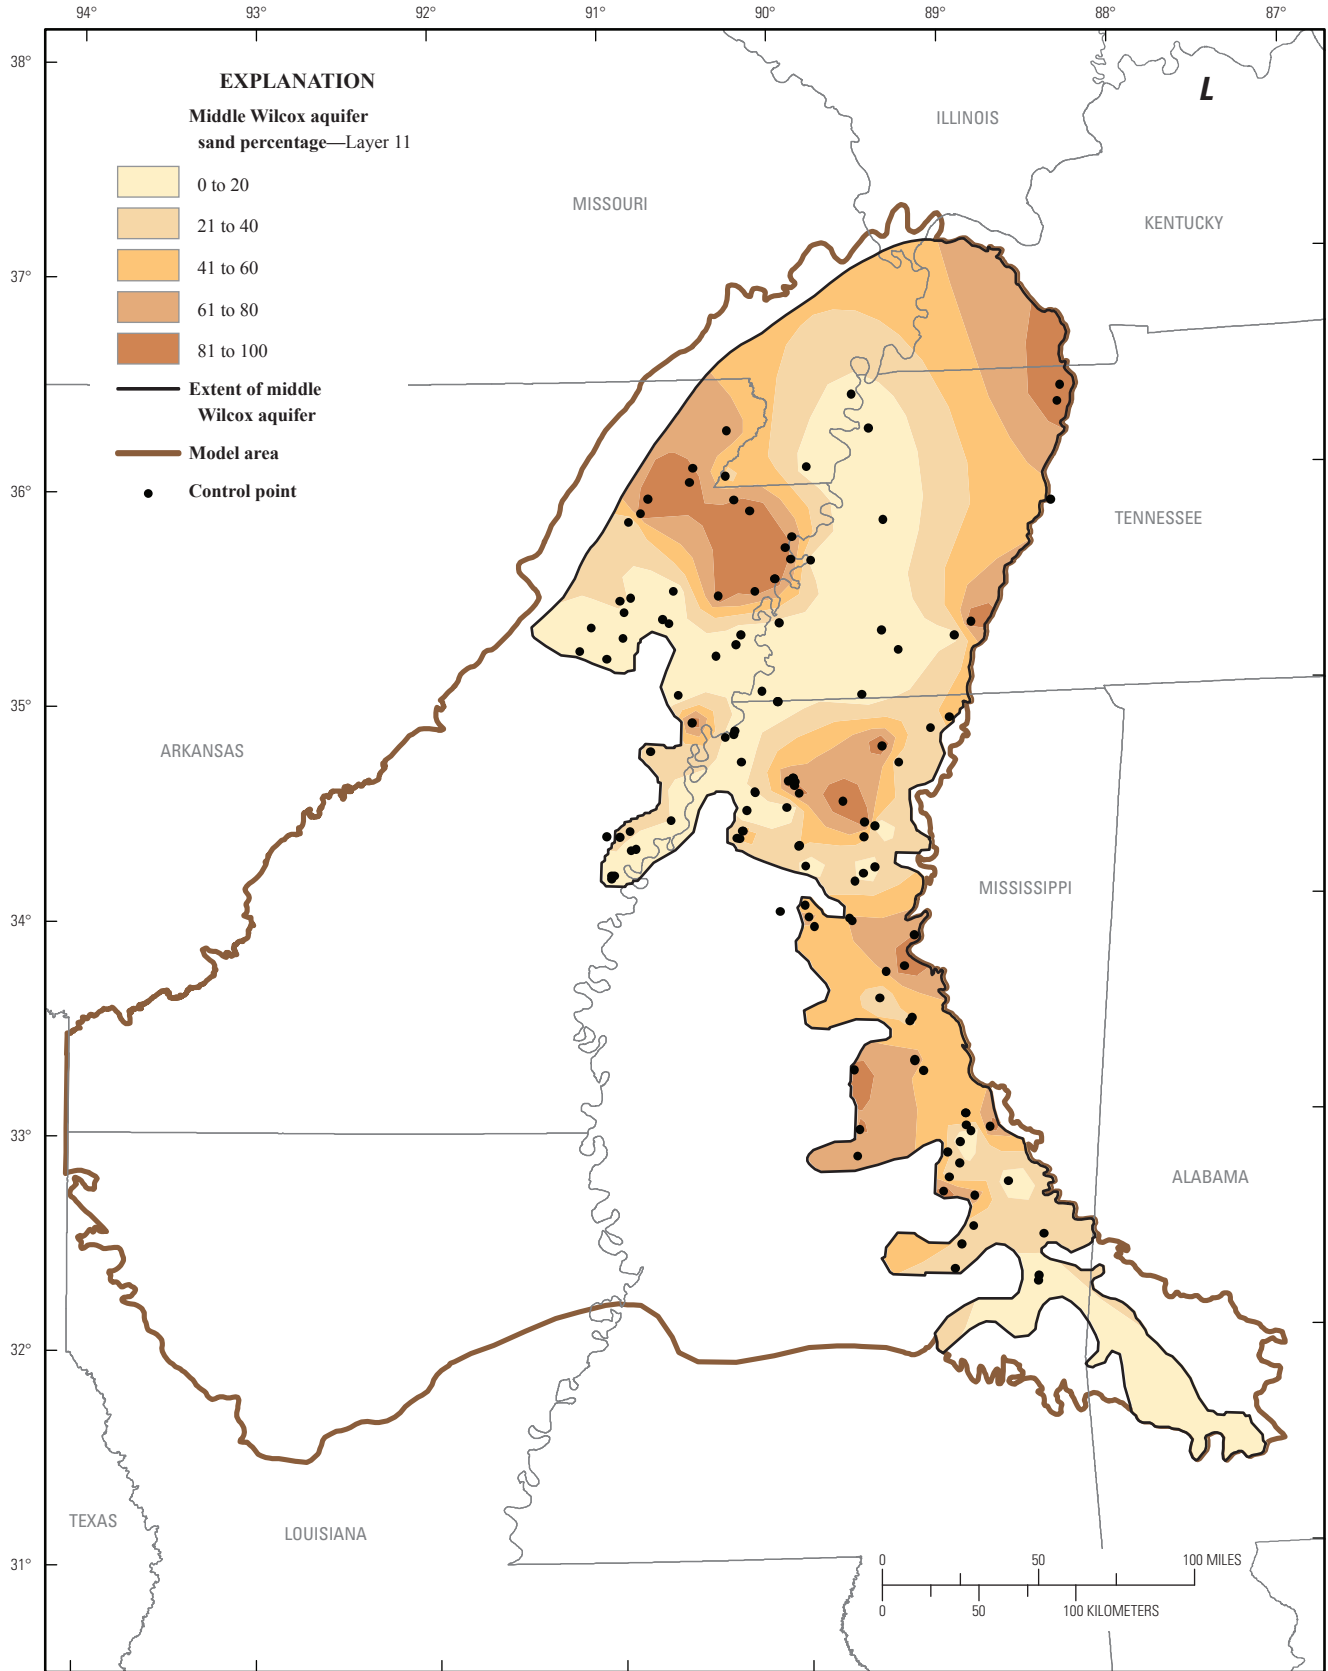 94° 93° 92° 91° 90° 89° 88° 87°
38°
37°
36°
35°
34°
33°
32°
31°
EXPLANATION
Middle Wilcox aquifer
sand percentage—Layer 11
0 to 20
21 to 40
41 to 60
61 to 80
81 to 100
Extent of middle
Wilcox aquifer
Model area
Control point
L
ILLINOIS
MISSOURI
KENTUCKY
TENNESSEE
ARKANSAS
MISSISSIPPI
ALABAMA
TEXAS
LOUISIANA
0 50 100 MILES
0 50 100 KILOMETERS